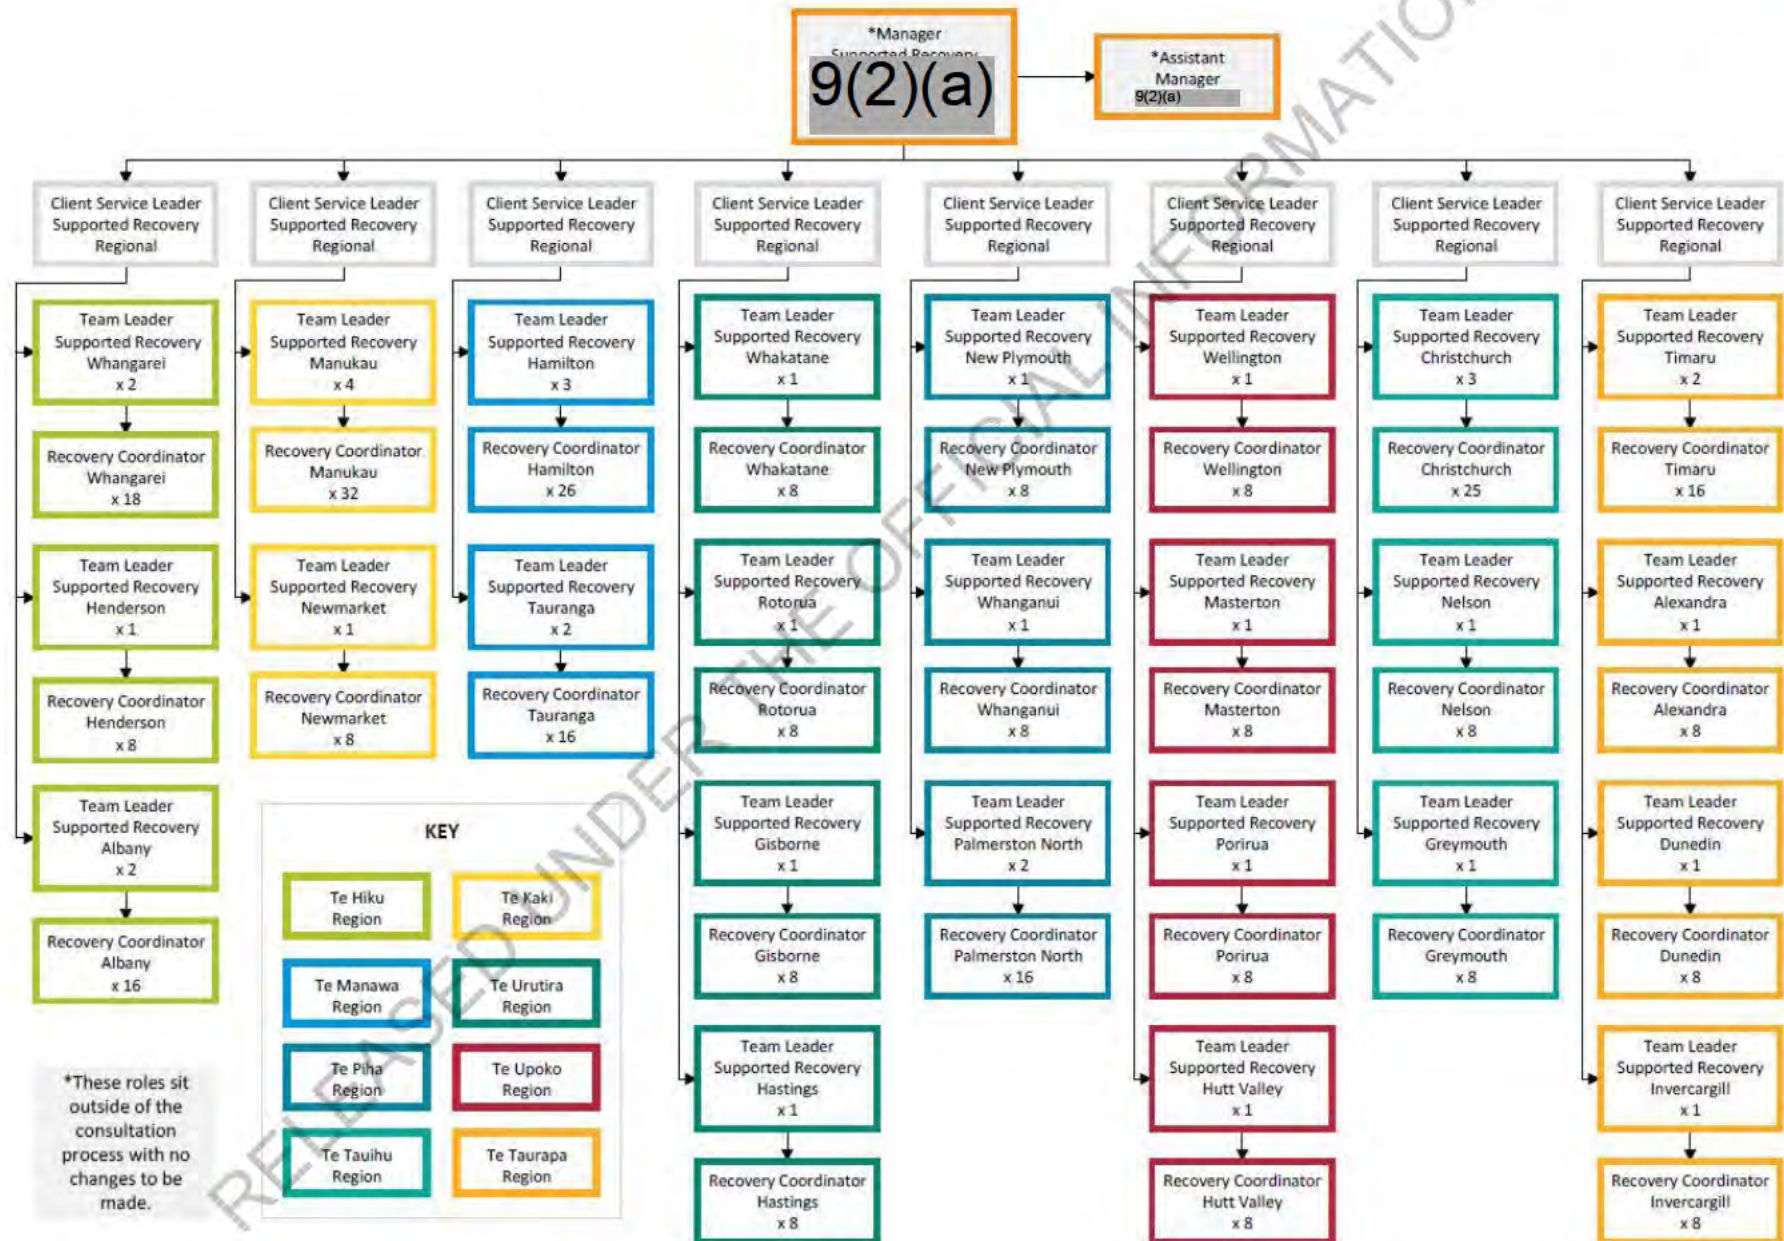 *Manager
Supported Recovery
9(2)(a)
*Assistant
Manager
9(2)(a)
Client Service Leader
Supported Recovery
Regional
Team Leader
Supported Recovery
Whangarei
x 2
Recovery Coordinator
Whangarei
x 18
Team Leader
Supported Recovery
Henderson
x 1
Recovery Coordinator
Henderson
x 8
Team Leader
Supported Recovery
Albany
x 2
Recovery Coordinator
Albany
x 16
Client Service Leader
Supported Recovery
Regional
Team Leader
Supported Recovery
Manukau
x 4
Recovery Coordinator
Manukau
x 32
Team Leader
Supported Recovery
Newmarket
x 1
Recovery Coordinator
Newmarket
x 8
Client Service Leader
Supported Recovery
Regional
Team Leader
Supported Recovery
Hamilton
x 3
Recovery Coordinator
Hamilton
x 26
Team Leader
Supported Recovery
Tauranga
x 2
Recovery Coordinator
Tauranga
x 16
Client Service Leader
Supported Recovery
Regional
Team Leader
Supported Recovery
Whakatane
x 1
Recovery Coordinator
Whakatane
x 8
Team Leader
Supported Recovery
Rotorua
x 1
Recovery Coordinator
Rotorua
x 8
Team Leader
Supported Recovery
Gisborne
x 1
Recovery Coordinator
Gisborne
x 8
Team Leader
Supported Recovery
Hastings
x 1
Recovery Coordinator
Hastings
x 8
Client Service Leader
Supported Recovery
Regional
Team Leader
Supported Recovery
New Plymouth
x 1
Recovery Coordinator
New Plymouth
x 8
Team Leader
Supported Recovery
Whanganui
x 1
Recovery Coordinator
Whanganui
x 8
Team Leader
Supported Recovery
Palmerston North
x 2
Recovery Coordinator
Palmerston North
x 16
Client Service Leader
Supported Recovery
Regional
Team Leader
Supported Recovery
Wellington
x 1
Recovery Coordinator
Wellington
x 8
Team Leader
Supported Recovery
Masterton
x 1
Recovery Coordinator
Masterton
x 8
Team Leader
Supported Recovery
Porirua
x 1
Recovery Coordinator
Porirua
x 8
Team Leader
Supported Recovery
Hutt Valley
x 1
Recovery Coordinator
Hutt Valley
x 8
Client Service Leader
Supported Recovery
Regional
Team Leader
Supported Recovery
Christchurch
x 3
Recovery Coordinator
Christchurch
x 25
Team Leader
Supported Recovery
Nelson
x 1
Recovery Coordinator
Nelson
x 8
Team Leader
Supported Recovery
Greymouth
x 1
Recovery Coordinator
Greymouth
x 8
Client Service Leader
Supported Recovery
Regional
Team Leader
Supported Recovery
Timaru
x 2
Recovery Coordinator
Timaru
x 16
Team Leader
Supported Recovery
Alexandra
x 1
Recovery Coordinator
Alexandra
x 8
Team Leader
Supported Recovery
Dunedin
x 1
Recovery Coordinator
Dunedin
x 8
Team Leader
Supported Recovery
Invercargill
x 1
Recovery Coordinator
Invercargill
x 8
KEY
Te Hiku
Region
Te Kaki
Region
Te Manawa
Region
Te Urutira
Region
Te Piha
Region
Te Upoko
Region
Te Tauihu
Region
Te Taurapa
Region
*These roles sit
outside of the
consultation
process with no
changes to be
made.
RELEASED UNDER THE OFFICIAL INFORMATION